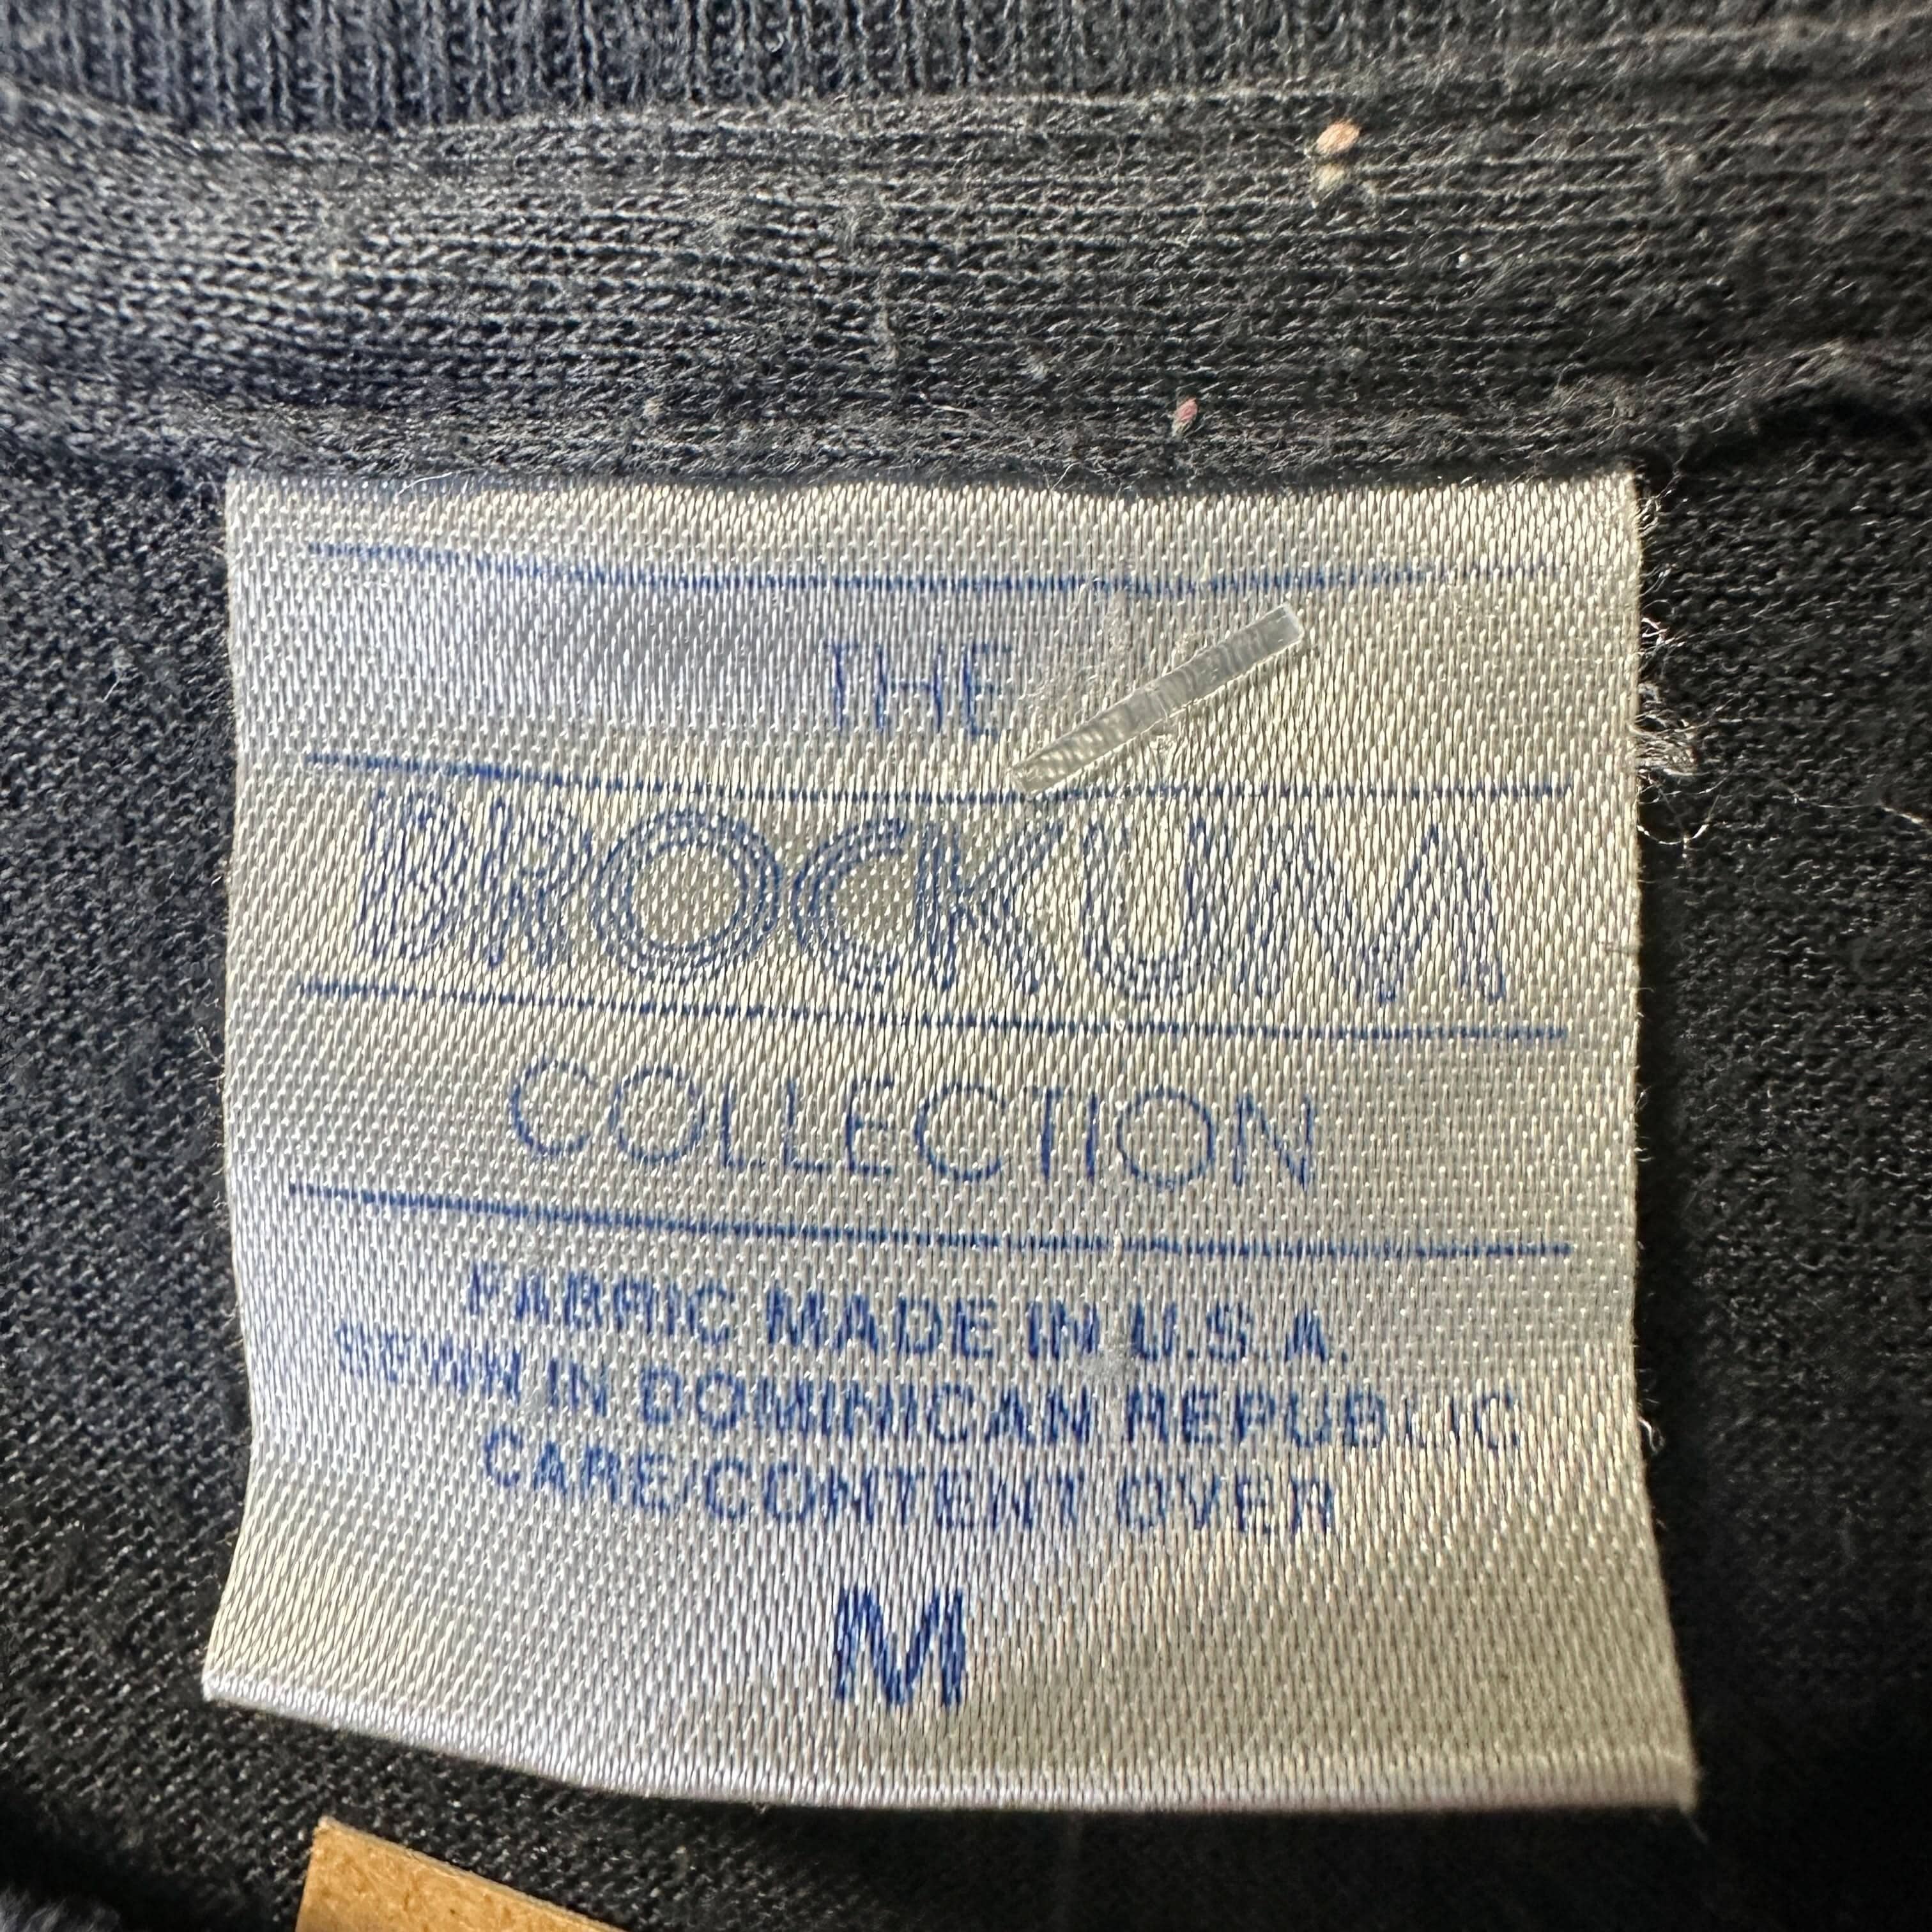 THE
BROCKUM
COLLECTION
FABRIC MADE IN U.S.A.
SEWN IN DOMINICAN REPUBLIC
CARE/CONTENT OVER
M